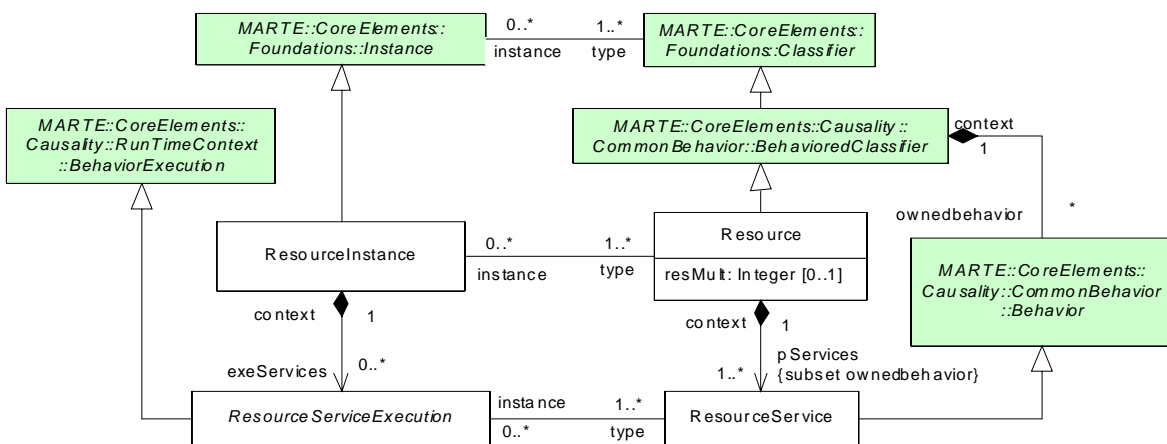 MARTE::CoreElements::
Foundations::Instance
0..*
instance
1..*
type
MARTE::CoreElements::
Foundations::Classifier
MARTE::CoreElements::
Causality::RunTimeContext
::BehaviorExecution
MARTE::CoreElements::Causality::
CommonBehavior::BehavioredClassifier
context
1
ownedbehavior
*
ResourceInstance
0..*
instance
1..*
type
Resource
resMult: Integer [0..1]
MARTE::CoreElements::
Causality::CommonBehavior
::Behavior
context
1
exeServices
0..*
context
1
pServices
{subset ownedbehavior}
1..*
ResourceServiceExecution
instance
0..*
1..*
type
ResourceService